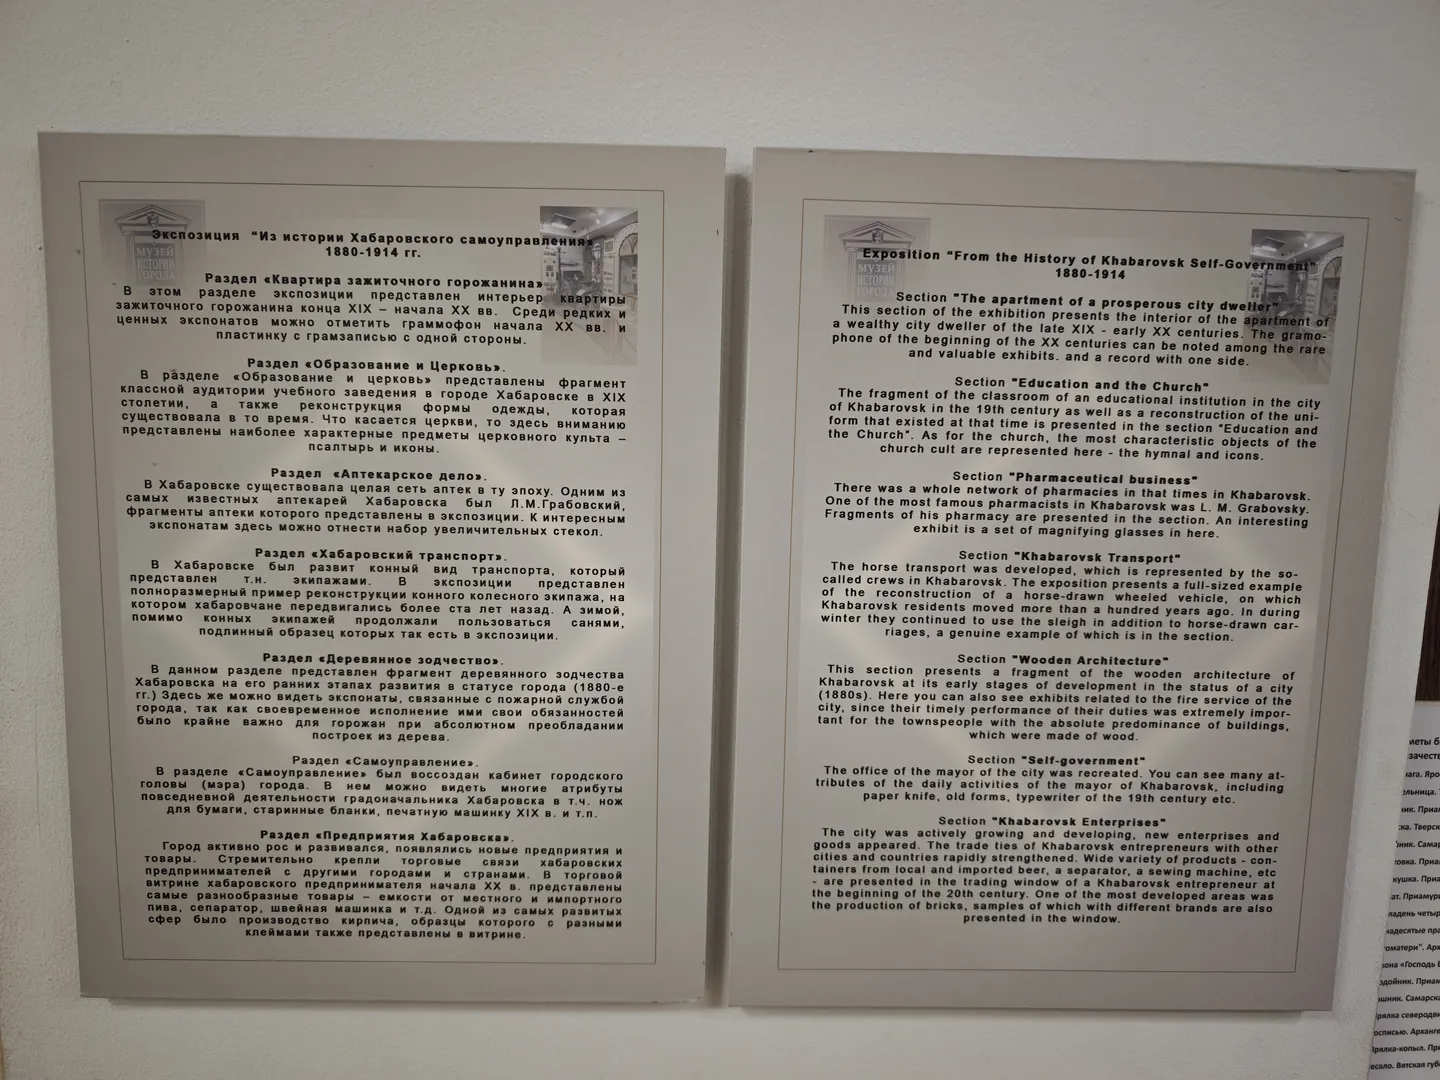 МУЗЕЙ
ИСТОРИИ
ГОРОДА
Экспозиция "Из истории Хабаровского самоуправления»
1880-1914 гг.
Раздел «Квартира зажиточного горожанина»
В этом разделе экспозиции представлен интерьер квартиры
зажиточного горожанина конца XIX – начала XX вв. Среди редких и
ценных экспонатов можно отметить граммофон начала XX вв. и
пластинку с грамзаписью с одной стороны.
Раздел «Образование и Церковь».
В разделе «Образование и церковь» представлены фрагмент
классной аудитории учебного заведения в городе Хабаровске в XIX
столетии, а также реконструкция формы одежды, которая
существовала в то время. Что касается церкви, то здесь вниманию
представлены наиболее характерные предметы церковного культа –
псалтырь и иконы.
Раздел «Аптекарское дело».
В Хабаровске существовала целая сеть аптек в ту эпоху. Одним из
самых известных аптекарей Хабаровска был Л.М.Грабовский,
фрагменты аптеки которого представлены в экспозиции. К интересным
экспонатам здесь можно отнести набор увеличительных стекол.
Раздел «Хабаровский транспорт».
В Хабаровске был развит конный вид транспорта, который
представлен т.н. экипажами. В экспозиции представлен
полноразмерный пример реконструкции конного колесного экипажа, на
котором хабаровчане передвигались более ста лет назад. А зимой,
помимо конных экипажей продолжали пользоваться санями,
подлинный образец которых так есть в экспозиции.
Раздел «Деревянное зодчество».
В данном разделе представлен фрагмент деревянного зодчества
Хабаровска на его ранних этапах развития в статусе города (1880-е
гг.) Здесь же можно видеть экспонаты, связанные с пожарной службой
города, так как своевременное исполнение ими свои обязанностей
было крайне важно для горожан при абсолютном преобладании
построек из дерева.
Раздел «Самоуправление».
В разделе «Самоуправление» был воссоздан кабинет городского
головы (мэра) города. В нем можно видеть многие атрибуты
повседневной деятельности градоначальника Хабаровска в т.ч. нож
для бумаги, старинные бланки, печатную машинку XIX в. и т.п.
Раздел «Предприятия Хабаровска».
Город активно рос и развивался, появлялись новые предприятия и
товары. Стремительно крепли торговые связи хабаровских
предпринимателей с другими городами и странами. В торговой
витрине хабаровского предпринимателя начала XX в. представлены
самые разнообразные товары – емкости от местного и импортного
пива, сепаратор, швейная машинка и т.д. Одной из самых развитых
сфер было производство кирпича, образцы которого с разными
клеймами также представлены в витрине.
МУЗЕЙ
ИСТОРИИ
ГОРОДА
Exposition "From the History of Khabarovsk Self-Government"
1880-1914
Section "The apartment of a prosperous city dweller"
This section of the exhibition presents the interior of the apartment of
a wealthy city dweller of the late XIX - early XX centuries. The gramo-
phone of the beginning of the XX centuries can be noted among the rare
and valuable exhibits. and a record with one side.
Section "Education and the Church"
The fragment of the classroom of an educational institution in the city
of Khabarovsk in the 19th century as well as a reconstruction of the uni-
form that existed at that time is presented in the section "Education and
the Church". As for the church, the most characteristic objects of the
church cult are represented here - the hymnal and icons.
Section "Pharmaceutical business"
There was a whole network of pharmacies in that times in Khabarovsk.
One of the most famous pharmacists in Khabarovsk was L. M. Grabovsky.
Fragments of his pharmacy are presented in the section. An interesting
exhibit is a set of magnifying glasses in here.
Section "Khabarovsk Transport"
The horse transport was developed, which is represented by the so-
called crews in Khabarovsk. The exposition presents a full-sized example
of the reconstruction of a horse-drawn wheeled vehicle, on which
Khabarovsk residents moved more than a hundred years ago. In during
winter they continued to use the sleigh in addition to horse-drawn car-
riages, a genuine example of which is in the section.
Section "Wooden Architecture"
This section presents a fragment of the wooden architecture of
Khabarovsk at its early stages of development in the status of a city
(1880s). Here you can also see exhibits related to the fire service of the
city, since their timely performance of their duties was extremely impor-
tant for the townspeople with the absolute predominance of buildings,
which were made of wood.
Section "Self-government"
The office of the mayor of the city was recreated. You can see many at-
tributes of the daily activities of the mayor of Khabarovsk, including
paper knife, old forms, typewriter of the 19th century etc.
Section "Khabarovsk Enterprises"
The city was actively growing and developing, new enterprises and
goods appeared. The trade ties of Khabarovsk entrepreneurs with other
cities and countries rapidly strengthened. Wide variety of products - con-
tainers from local and imported beer, a separator, a sewing machine, etc
- are presented in the trading window of a Khabarovsk entrepreneur at
the beginning of the 20th century. One of the most developed areas was
the production of bricks, samples of which with different brands are also
presented in the window.